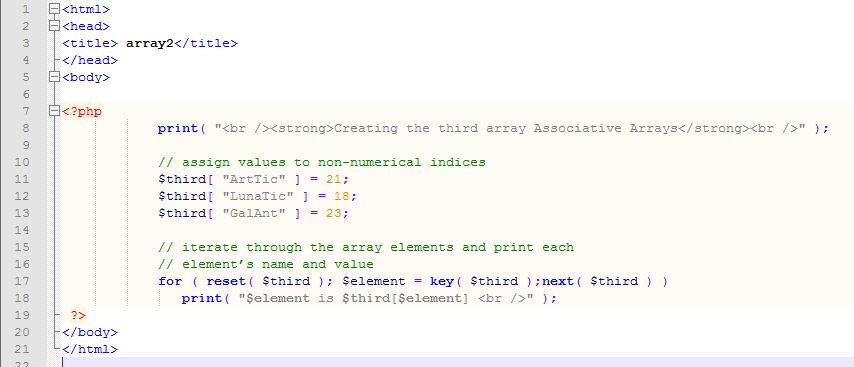 1 <html>
2 <head>
3 <title> array2</title>
4 </head>
5 <body>
6
7 <?php
8 print( "<br /><strong>Creating the third array Associative Arrays</strong><br />" );
9
10 // assign values to non-numerical indices
11 $third[ "ArtTic" ] = 21;
12 $third[ "LunaTic" ] = 18;
13 $third[ "GalAnt" ] = 23;
14
15 // iterate through the array elements and print each
16 // element’s name and value
17 for ( reset( $third ); $element = key( $third );next( $third ) )
18 print( "$element is $third[$element] <br />" );
19 ?>
20 </body>
21 </html>
22